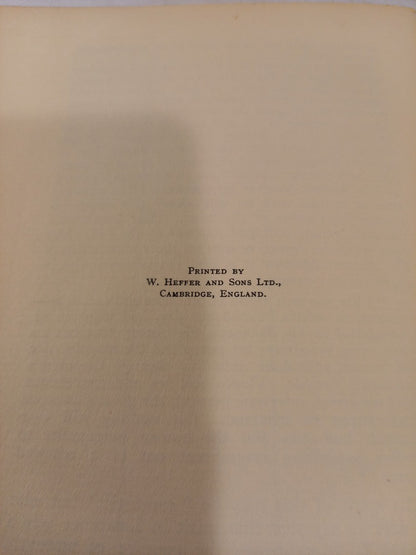 Printed by
W. Heffer and Sons Ltd.,
Cambridge, England.